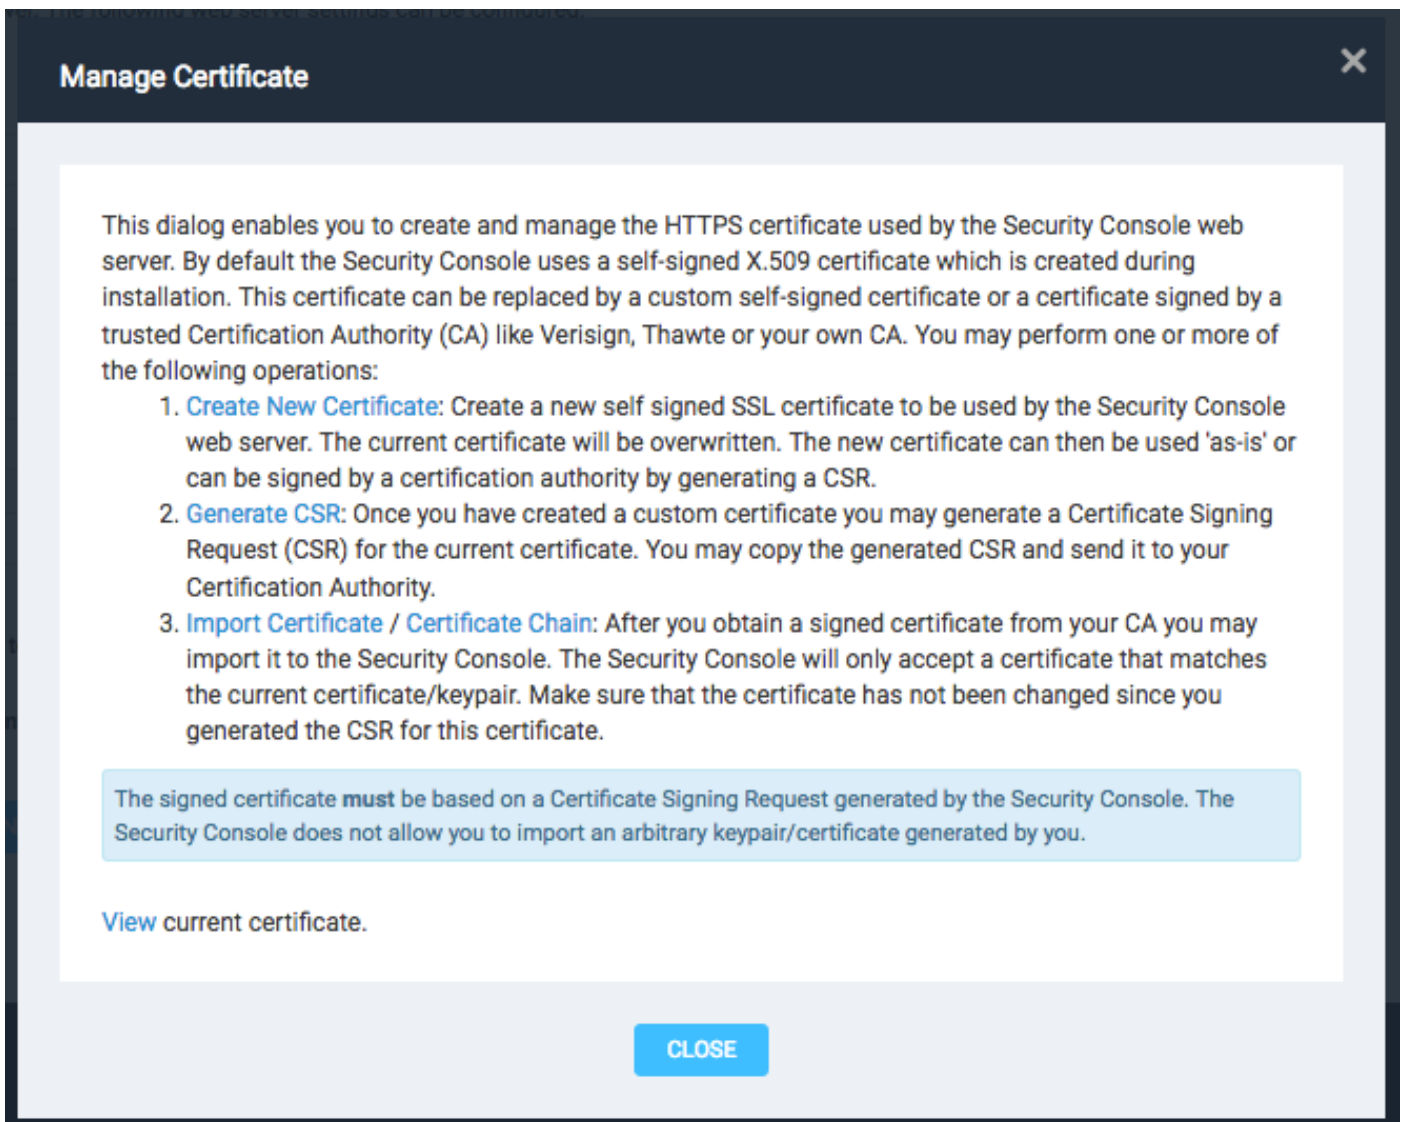 ver. The following web server settings can be configured.
Manage Certificate
This dialog enables you to create and manage the HTTPS certificate used by the Security Console web
server. By default the Security Console uses a self-signed X.509 certificate which is created during
installation. This certificate can be replaced by a custom self-signed certificate or a certificate signed by a
trusted Certification Authority (CA) like Verisign, Thawte or your own CA. You may perform one or more of
the following operations:
1. Create New Certificate: Create a new self signed SSL certificate to be used by the Security Console
web server. The current certificate will be overwritten. The new certificate can then be used 'as-is' or
can be signed by a certification authority by generating a CSR.
2. Generate CSR: Once you have created a custom certificate you may generate a Certificate Signing
Request (CSR) for the current certificate. You may copy the generated CSR and send it to your
Certification Authority.
3. Import Certificate / Certificate Chain: After you obtain a signed certificate from your CA you may
import it to the Security Console. The Security Console will only accept a certificate that matches
the current certificate/keypair. Make sure that the certificate has not been changed since you
generated the CSR for this certificate.
The signed certificate must be based on a Certificate Signing Request generated by the Security Console. The
Security Console does not allow you to import an arbitrary keypair/certificate generated by you.
View current certificate.
CLOSE